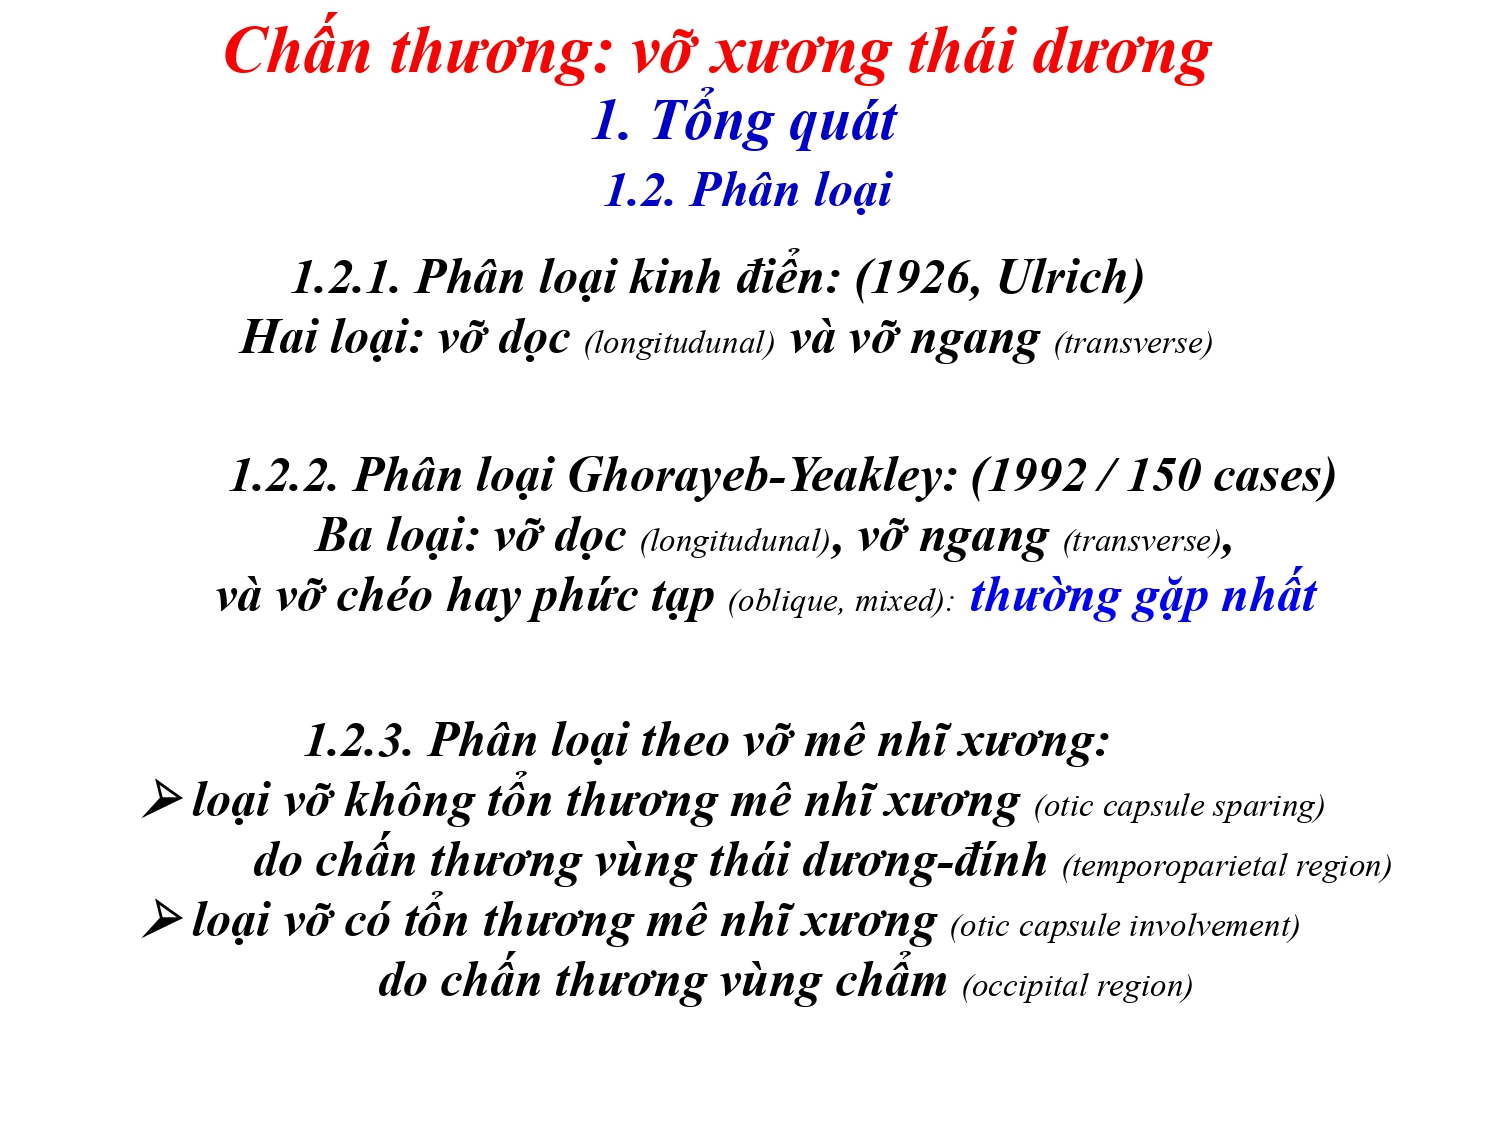 Chấn thương: vỡ xương thái dương
1. Tổng quát
1.2. Phân loại
1.2.1. Phân loại kinh điển: (1926, Ulrich)
Hai loại: vỡ dọc (longitudunal) và vỡ ngang (transverse)
1.2.2. Phân loại Ghorayeb-Yeakley: (1992 / 150 cases)
Ba loại: vỡ dọc (longitudunal), vỡ ngang (transverse),
và vỡ chéo hay phức tạp (oblique, mixed): thường gặp nhất
1.2.3. Phân loại theo vỡ mê nhĩ xương:
➢ loại vỡ không tổn thương mê nhĩ xương (otic capsule sparing)
do chấn thương vùng thái dương-đính (temporoparietal region)
➢ loại vỡ có tổn thương mê nhĩ xương (otic capsule involvement)
do chấn thương vùng chẩm (occipital region)